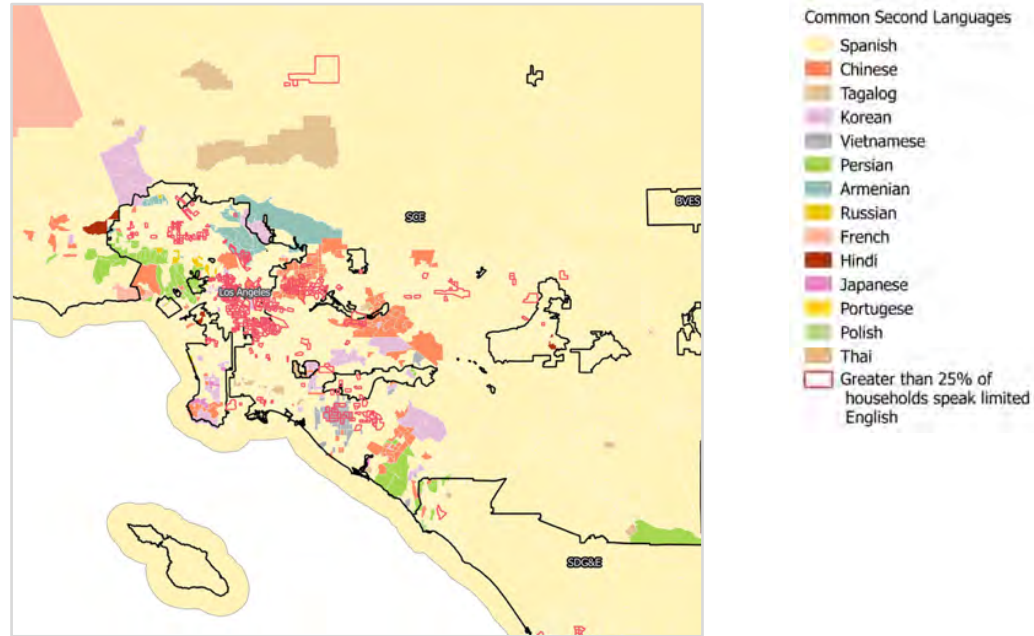 Common Second Languages
Spanish
Chinese
Tagalog
Korean
Vietnamese
Persian
Armenian
Russian
French
Hindi
Japanese
Portugese
Polish
Thai
Greater than 25% of
households speak limited
English
SCE
BVES
Los Angeles
SDG&E